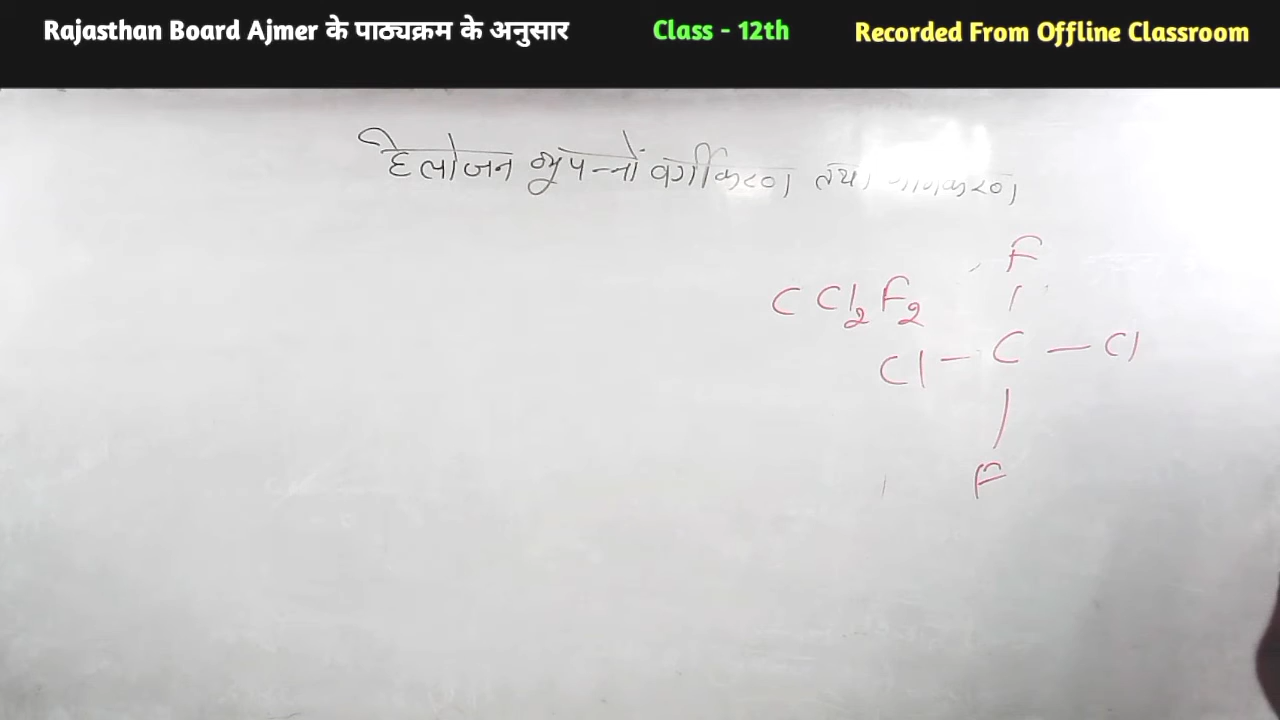 Rajasthan Board Ajmer के पाठ्यक्रम के अनुसार Class - 12th Recorded From Offline Classroom
हैलोजन व्युपन्नों वर्गीकरण तथा
F
CCl2F2
Cl - C - Cl
F